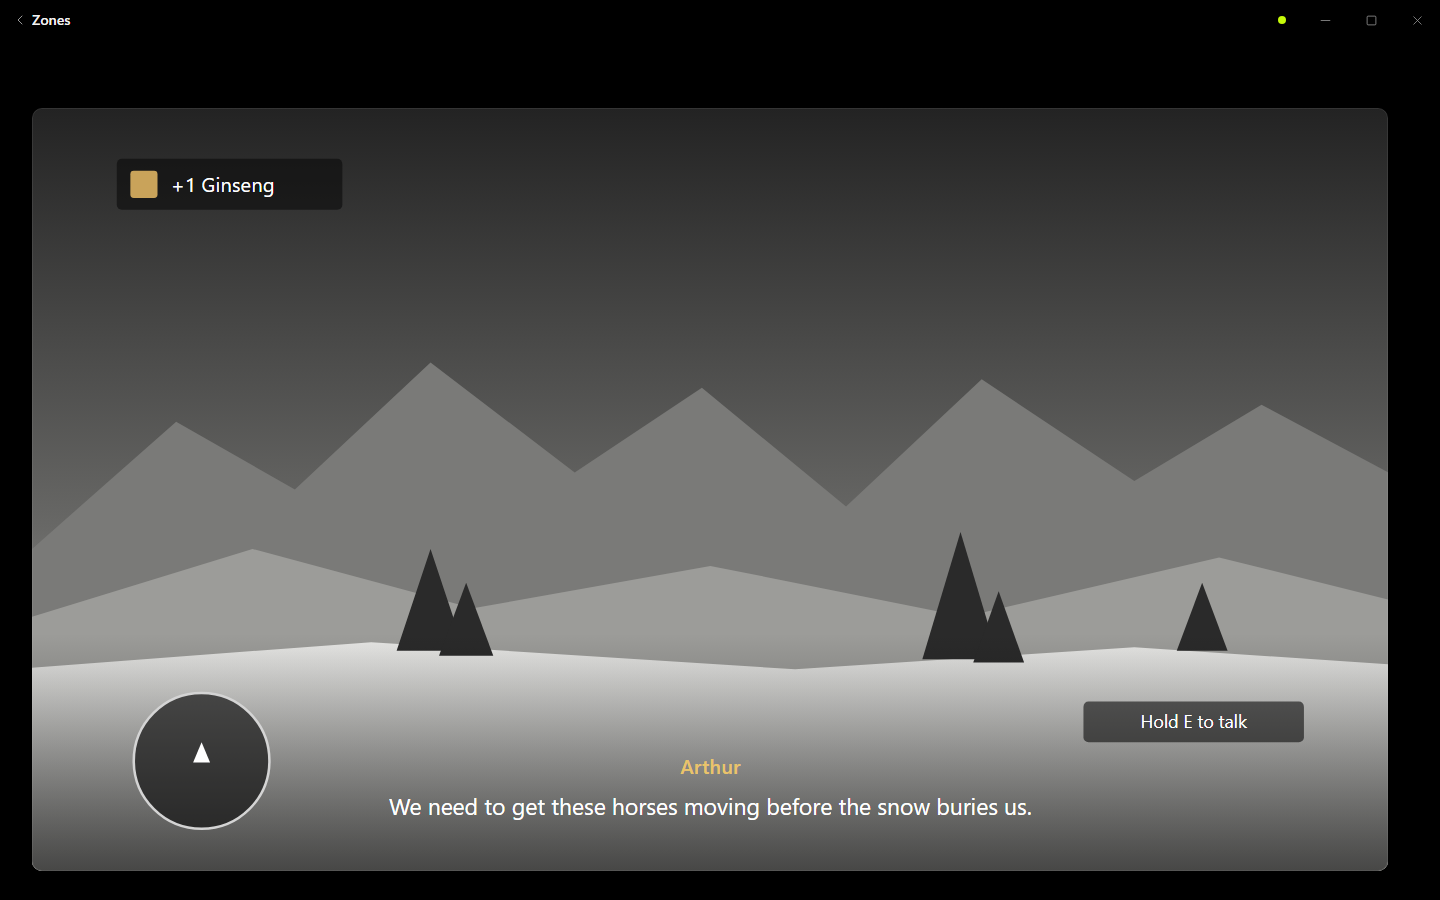 Zones
+1 Ginseng
Hold E to talk
Arthur
We need to get these horses moving before the snow buries us.